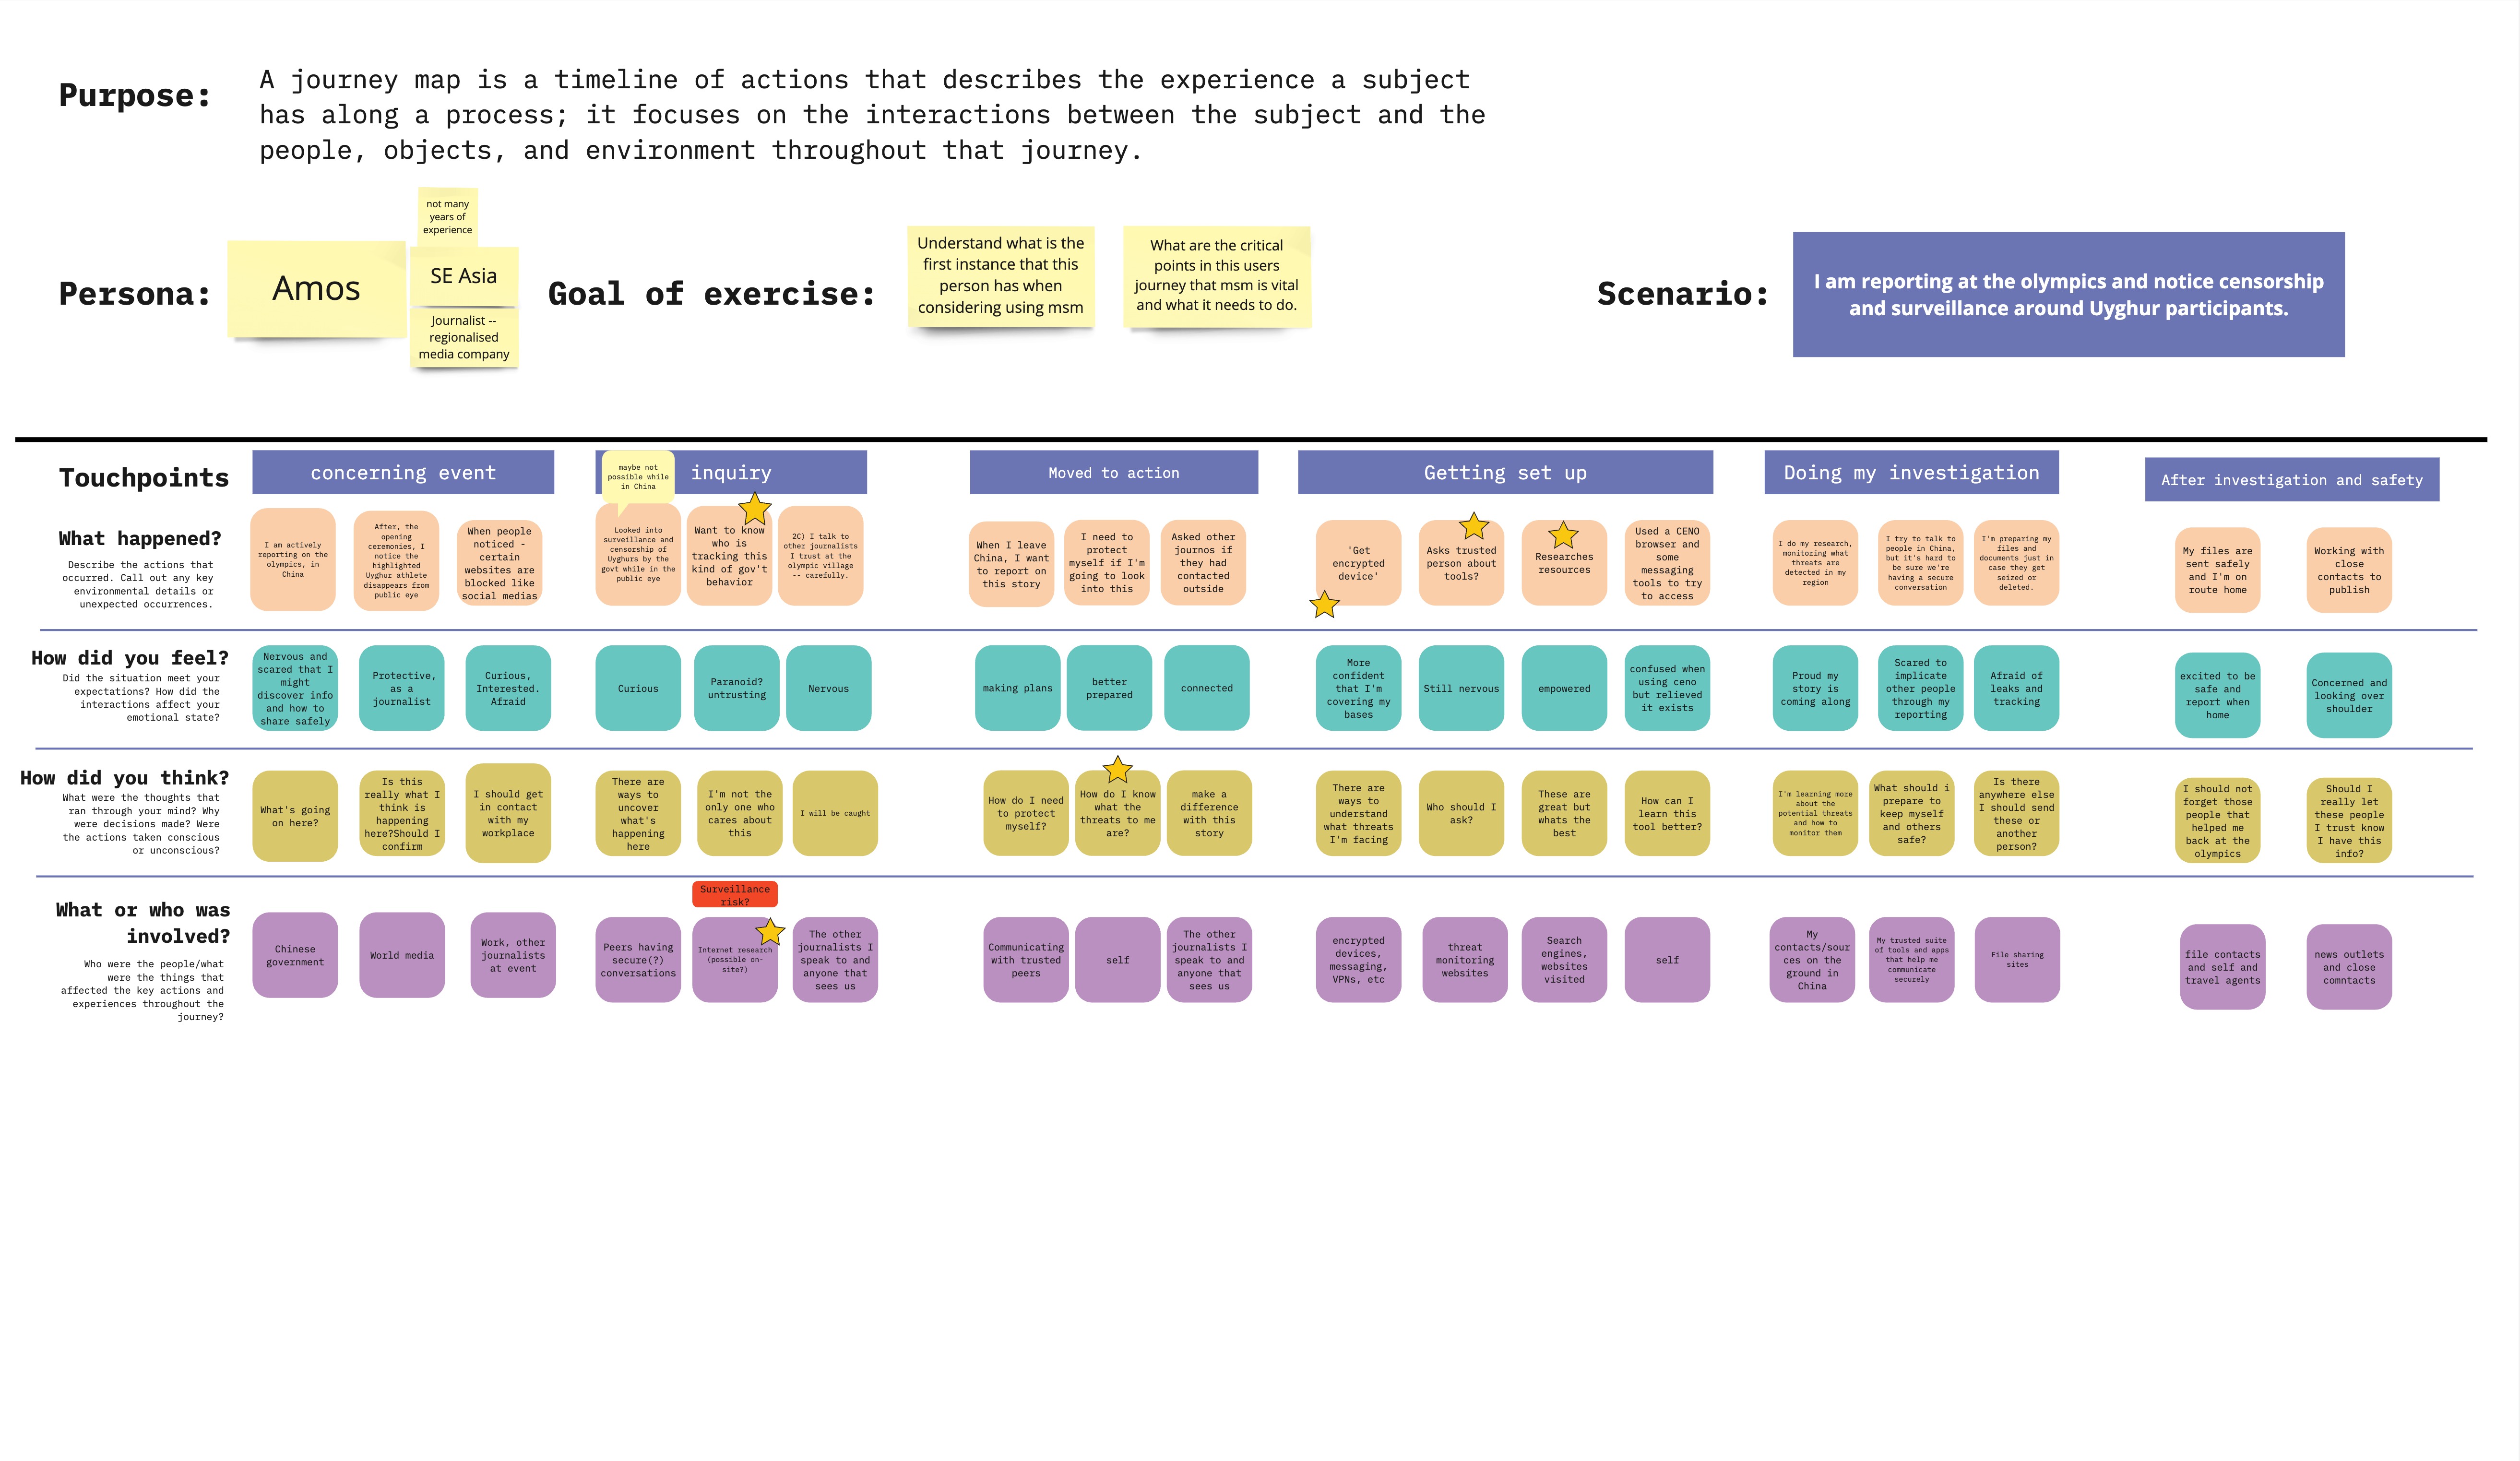 Purpose:
A journey map is a timeline of actions that describes the experience a subject
has along a process; it focuses on the interactions between the subject and the
people, objects, and environment throughout that journey.
Persona:
Amos
not many
years of
experience
SE Asia
Journalist --
regionalised
media company
Goal of exercise:
Understand what is the
first instance that this
person has when
considering using msm
What are the critical
points in this users
journey that msm is vital
and what it needs to do.
Scenario:
I am reporting at the olympics and notice censorship
and surveillance around Uyghur participants.
Touchpoints
concerning event
maybe not
possible while
in China
inquiry
Moved to action
Getting set up
Doing my investigation
After investigation and safety
What happened?
Describe the actions that
occurred. Call out any key
environmental details or
unexpected occurrences.
I am actively
reporting on the
olympics, in
China
After, the
opening
ceremonies, I
notice the
highlighted
Uyghur athlete
disappears from
public eye
When people
noticed -
certain
websites are
blocked like
social medias
Looked into
surveillance and
censorship of
Uyghurs by the
govt while in the
public eye
Want to know
who is
tracking this
kind of gov't
behavior
2C) I talk to
other journalists
I trust at the
olympic village
-- carefully.
When I leave
China, I want
to report on
this story
I need to
protect
myself if I'm
going to look
into this
Asked other
journos if
they had
contacted
outside
'Get
encrypted
device'
Asks trusted
person about
tools?
Researches
resources
Used a CENO
browser and
some
messaging
tools to try
to access
I do my research,
monitoring what
threats are
detected in my
region
I try to talk to
people in China,
but it's hard to
be sure we're
having a secure
conversation
I'm preparing my
files and
documents just in
case they get
seized or
deleted.
My files are
sent safely
and I'm on
route home
Working with
close
contacts to
publish
How did you feel?
Did the situation meet your
expectations? How did the
interactions affect your
emotional state?
Nervous and
scared that I
might
discover info
and how to
share safely
Protective,
as a
journalist
Curious,
Interested.
Afraid
Curious
Paranoid?
untrusting
Nervous
making plans
better
prepared
connected
More
confident
that I'm
covering my
bases
Still nervous
empowered
confused when
using ceno
but relieved
it exists
Proud my
story is
coming along
Scared to
implicate
other people
through my
reporting
Afraid of
leaks and
tracking
excited to be
safe and
report when
home
Concerned and
looking over
shoulder
How did you think?
What were the thoughts that
ran through your mind? Why
were decisions made? Were
the actions taken conscious
or unconscious?
What's going
on here?
Is this
really what I
think is
happening
here?Should I
confirm
I should get
in contact
with my
workplace
There are
ways to
uncover
what's
happening
here
I'm not the
only one who
cares about
this
I will be caught
How do I need
to protect
myself?
How do I know
what the
threats to me
are?
make a
difference
with this
story
There are
ways to
understand
what threats
I'm facing
Who should I
ask?
These are
great but
whats the
best
How can I
learn this
tool better?
I'm learning more
about the
potential threats
and how to
monitor them
What should i
prepare to
keep myself
and others
safe?
Is there
anywhere else
I should send
these or
another
person?
I should not
forget those
people that
helped me
back at the
olympics
Should I
really let
these people
I trust know
I have this
info?
What or who was
involved?
Who were the people/what
were the things that
affected the key actions and
experiences throughout the
journey?
Chinese
government
World media
Work, other
journalists
at event
Peers having
secure(?)
conversations
Surveillance
risk?
Internet research
(possible on-
site?)
The other
journalists I
speak to and
anyone that
sees us
Communicating
with trusted
peers
self
The other
journalists I
speak to and
anyone that
sees us
encrypted
devices,
messaging,
VPNs, etc
threat
monitoring
websites
Search
engines,
websites
visited
self
My
contacts/sour
ces on the
ground in
China
My trusted suite
of tools and apps
that help me
communicate
securely
File sharing
sites
file contacts
and self and
travel agents
news outlets
and close
comntacts